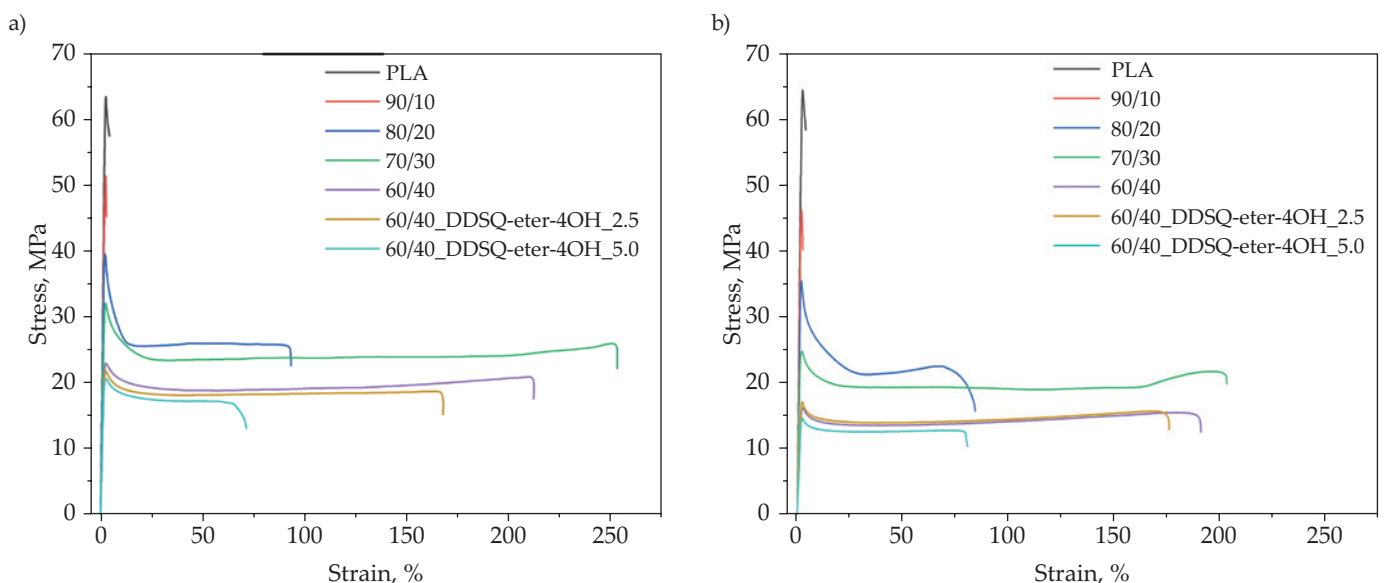 a)
70
60
50
40
30
20
10
0
Stress, MPa
PLA
90/10
80/20
70/30
60/40
60/40_DDSQ-eter-4OH_2.5
60/40_DDSQ-eter-4OH_5.0
0 50 100 150 200 250
Strain, %
b)
70
60
50
40
30
20
10
0
Stress, MPa
PLA
90/10
80/20
70/30
60/40
60/40_DDSQ-eter-4OH_2.5
60/40_DDSQ-eter-4OH_5.0
0 50 100 150 200 250
Strain, %